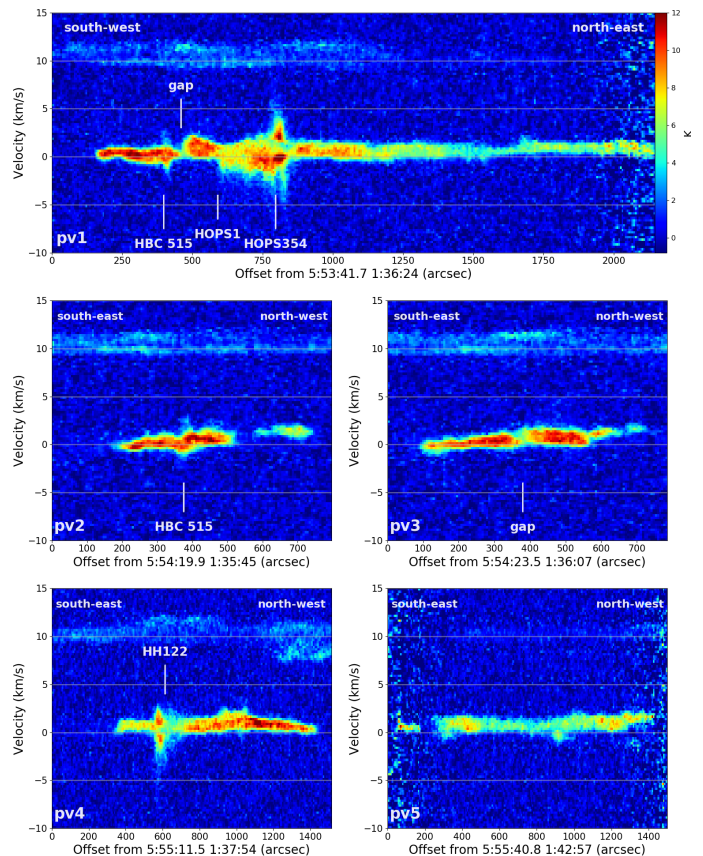 15
10
5
0
−5
−10
Velocity (km/s)
south-west
north-east
gap
HBC 515
HOPS1
HOPS354
pv1
0 250 500 750 1000 1250 1500 1750 2000
Offset from 5:53:41.7 1:36:24 (arcsec)
12
10
8
6
4
2
0
K
15
10
5
0
−5
−10
Velocity (km/s)
south-east
north-west
HBC 515
pv2
0 100 200 300 400 500 600 700
Offset from 5:54:19.9 1:35:45 (arcsec)
15
10
5
0
−5
−10
Velocity (km/s)
south-east
north-west
gap
pv3
0 100 200 300 400 500 600 700
Offset from 5:54:23.5 1:36:07 (arcsec)
15
10
5
0
−5
−10
Velocity (km/s)
south-east
north-west
HH122
pv4
0 200 400 600 800 1000 1200 1400
Offset from 5:55:11.5 1:37:54 (arcsec)
15
10
5
0
−5
−10
Velocity (km/s)
south-east
north-west
pv5
0 200 400 600 800 1000 1200 1400
Offset from 5:55:40.8 1:42:57 (arcsec)